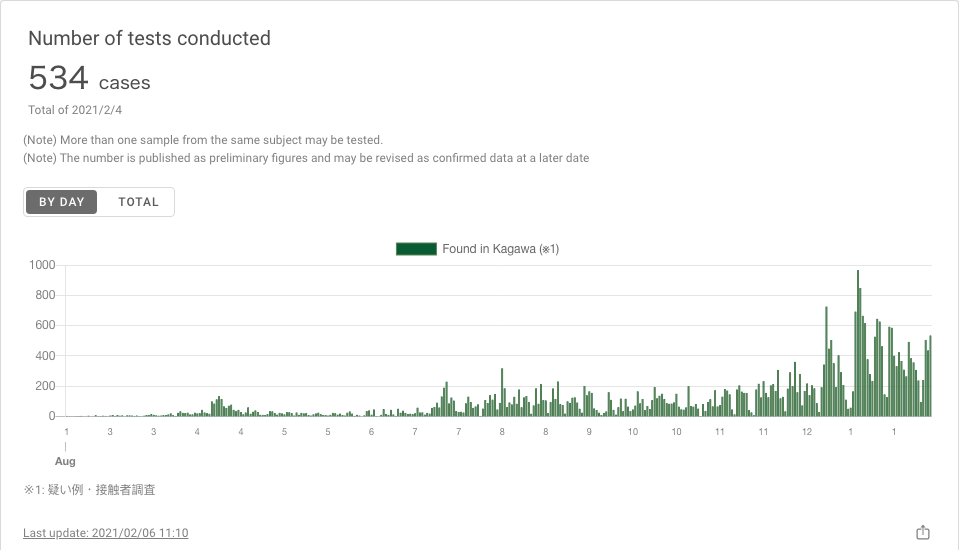 Number of tests conducted
534 cases
Total of 2021/2/4
(Note) More than one sample from the same subject may be tested.
(Note) The number is published as preliminary figures and may be revised as confirmed data at a later date
BY DAY TOTAL
Found in Kagawa (※1)
1000
800
600
400
200
0
1 3 3 4 4 5 5 6 7 7 8 8 9 10 10 11 11 12 1 1
Aug
※1: 疑い例・接触者調査
Last update: 2021/02/06 11:10